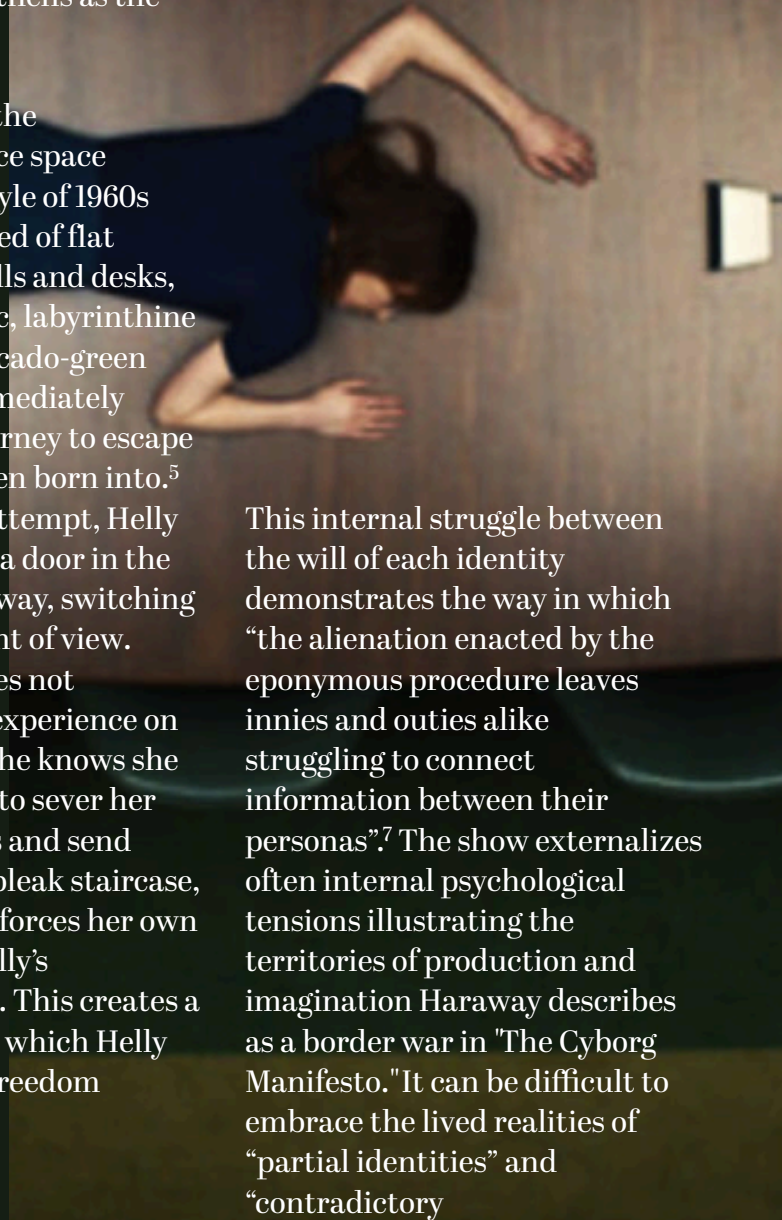 thens as the
the
ce space
yle of 1960s
ed of flat
lls and desks,
c, labyrinthine
cado-green
mediately
rney to escape
en born into.⁵
ttempt, Helly
a door in the
way, switching
nt of view.
es not
experience on
he knows she
to sever her
s and send
bleak staircase,
forces her own
lly’s
. This creates a
which Helly
reedom
This internal struggle between
the will of each identity
demonstrates the way in which
“the alienation enacted by the
eponymous procedure leaves
innies and outies alike
struggling to connect
information between their
personas”.⁷ The show externalizes
often internal psychological
tensions illustrating the
territories of production and
imagination Haraway describes
as a border war in "The Cyborg
Manifesto." It can be difficult to
embrace the lived realities of
“partial identities” and
“contradictory